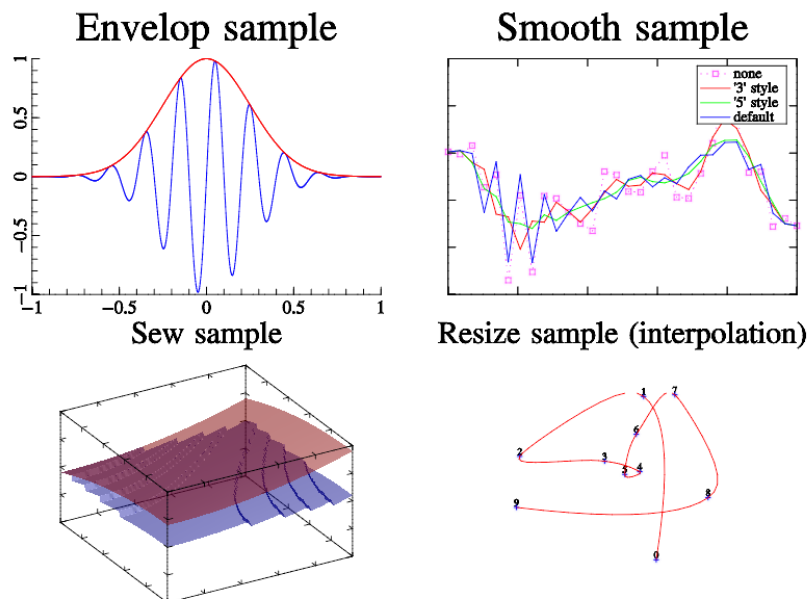 Envelop sample
1
0.5
0
−0.5
−1
−1
−0.5
0
0.5
1
Smooth sample
none
'3' style
'5' style
default
Sew sample
Resize sample (interpolation)
1
7
6
2
3
5
4
8
9
0